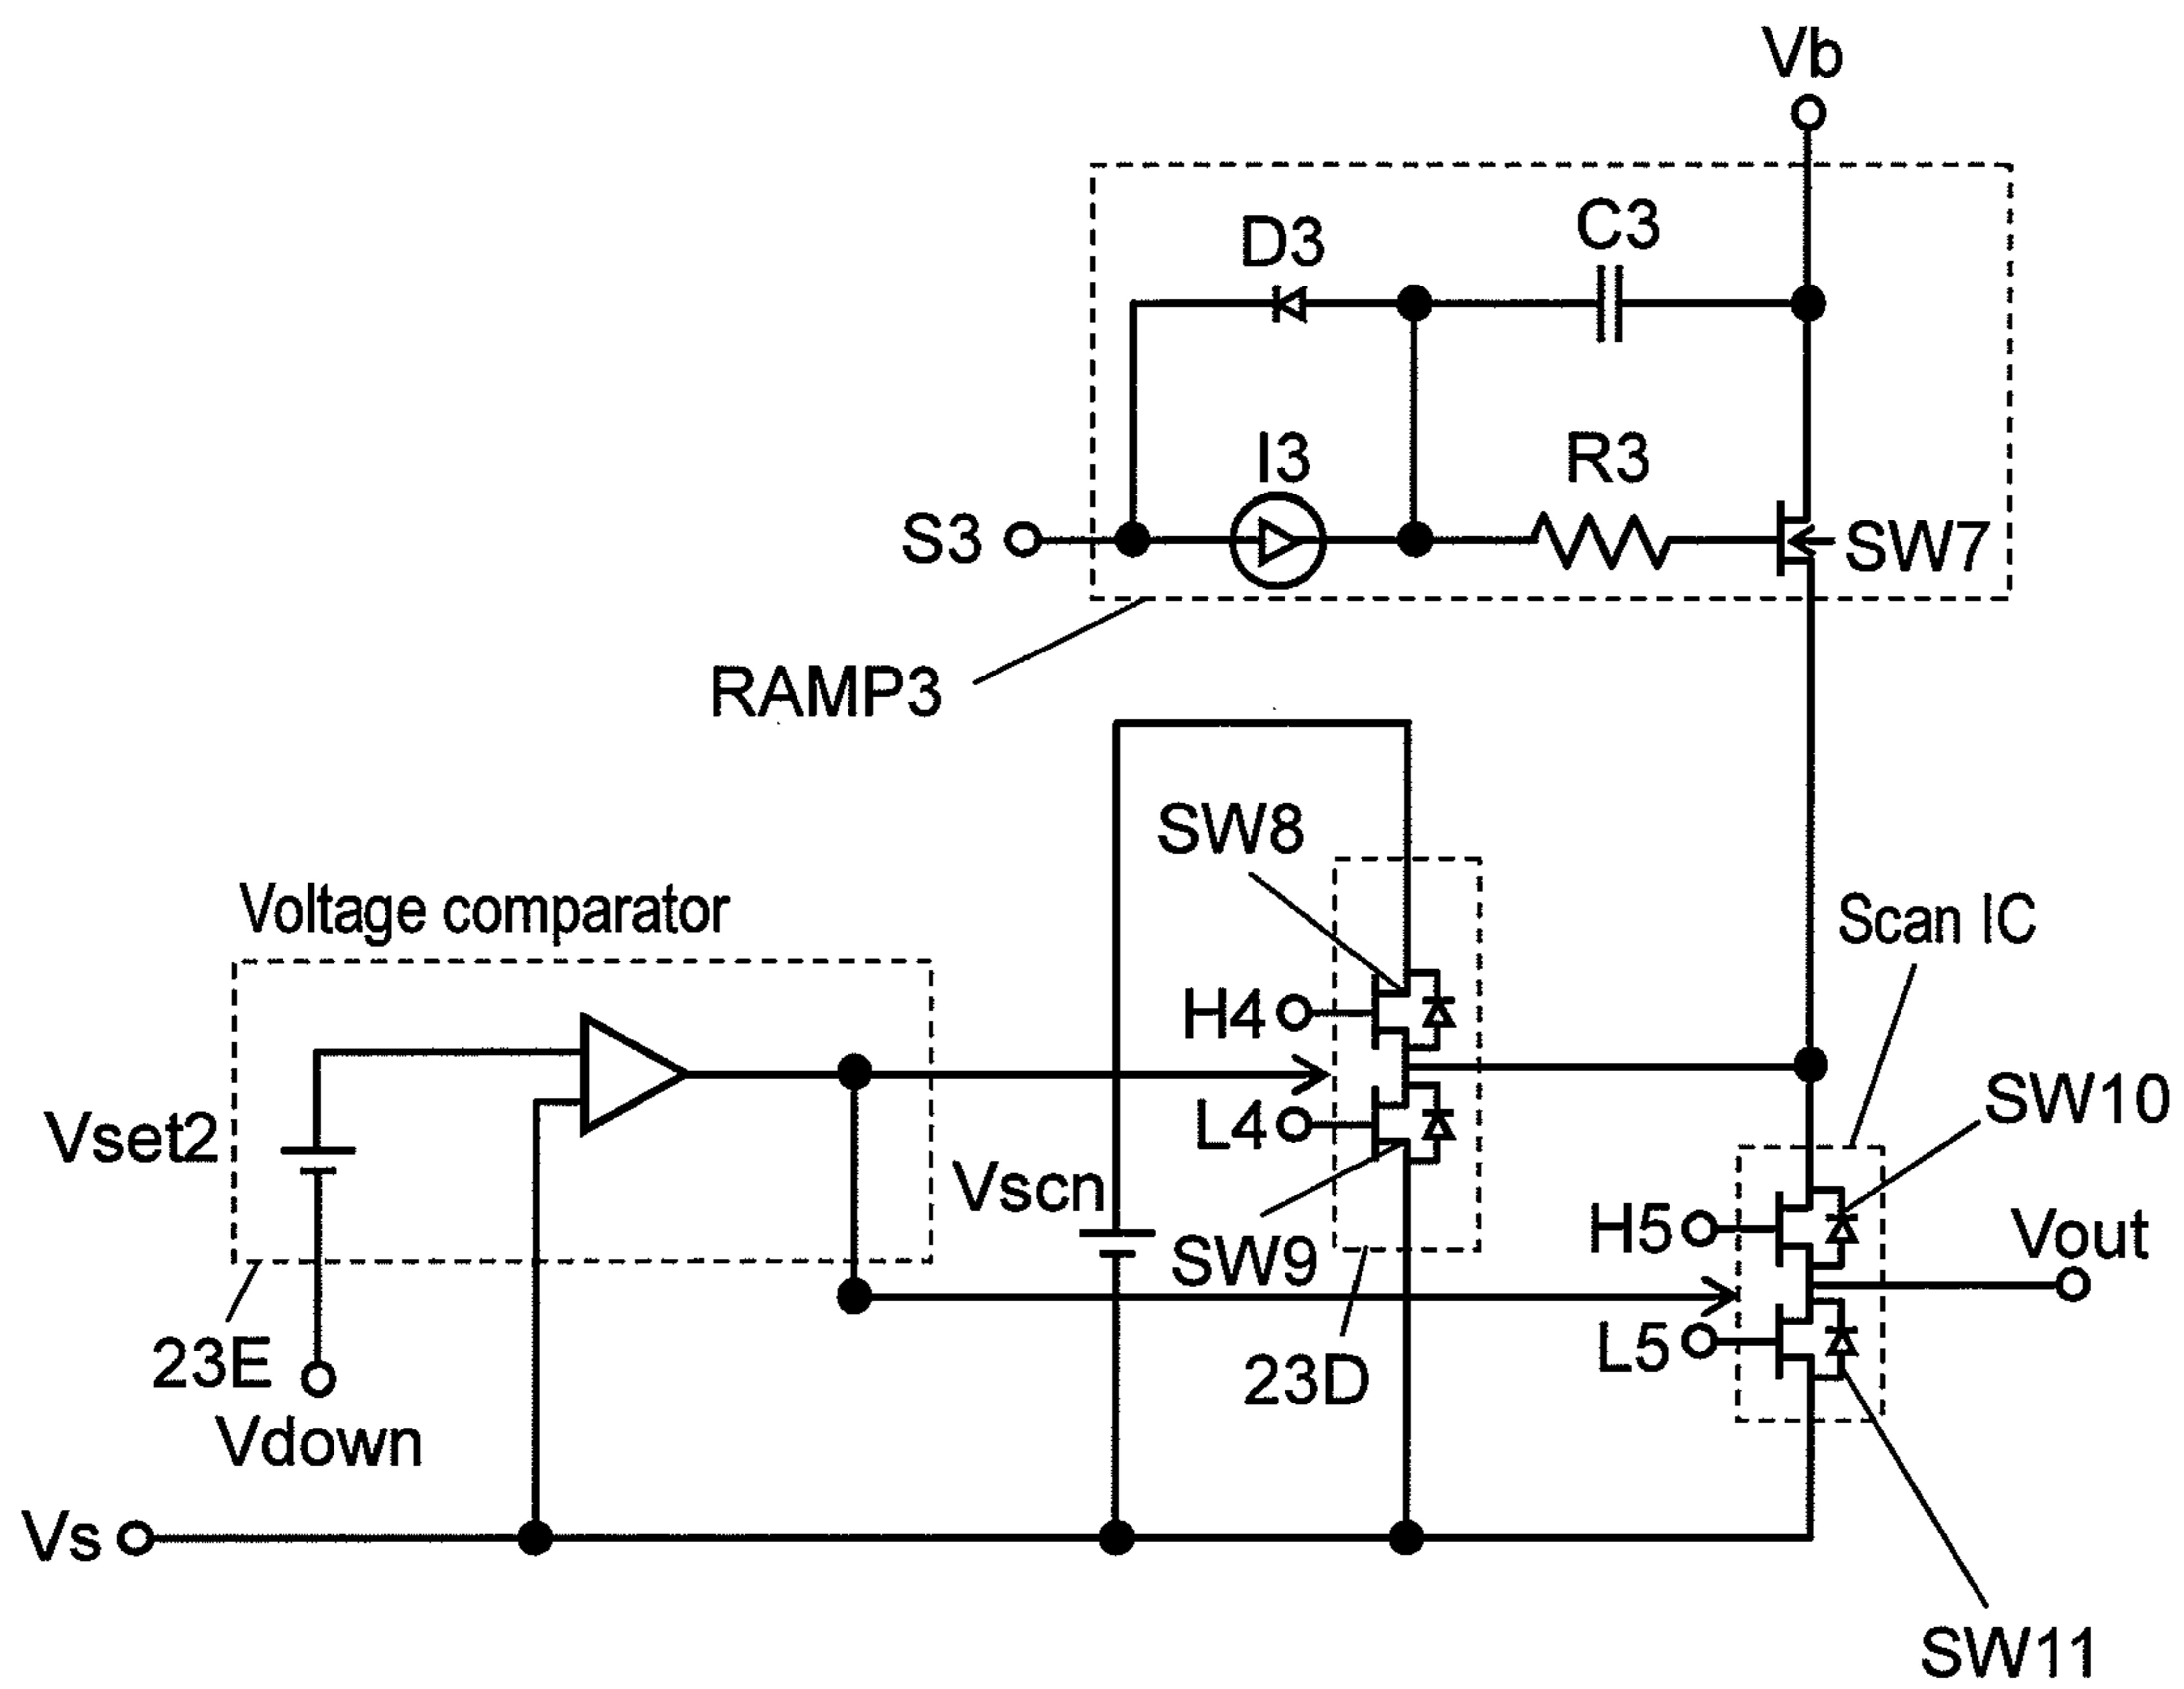 Vb
D3
C3
I3
R3
S3
SW7
RAMP3
SW8
Voltage comparator
Scan IC
H4
SW10
L4
Vset2
Vscn
H5
Vout
SW9
L5
23E
23D
Vdown
Vs
SW11